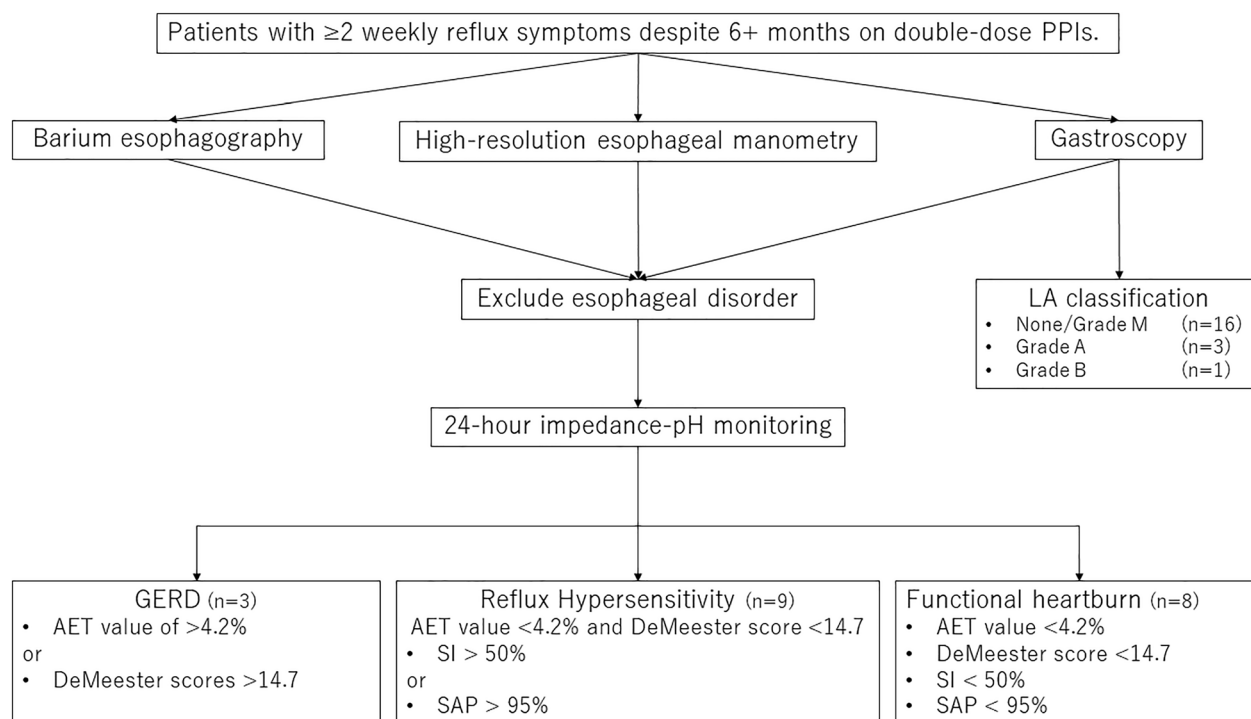 Patients with ≥2 weekly reflux symptoms despite 6+ months on double-dose PPIs.
Barium esophagography
High-resolution esophageal manometry
Gastroscopy
Exclude esophageal disorder
LA classification
• None/Grade M (n=16)
• Grade A (n=3)
• Grade B (n=1)
24-hour impedance-pH monitoring
GERD (n=3)
• AET value of >4.2%
or
• DeMeester scores >14.7
Reflux Hypersensitivity (n=9)
AET value <4.2% and DeMeester score <14.7
• SI > 50%
or
• SAP > 95%
Functional heartburn (n=8)
• AET value <4.2%
• DeMeester score <14.7
• SI < 50%
• SAP < 95%